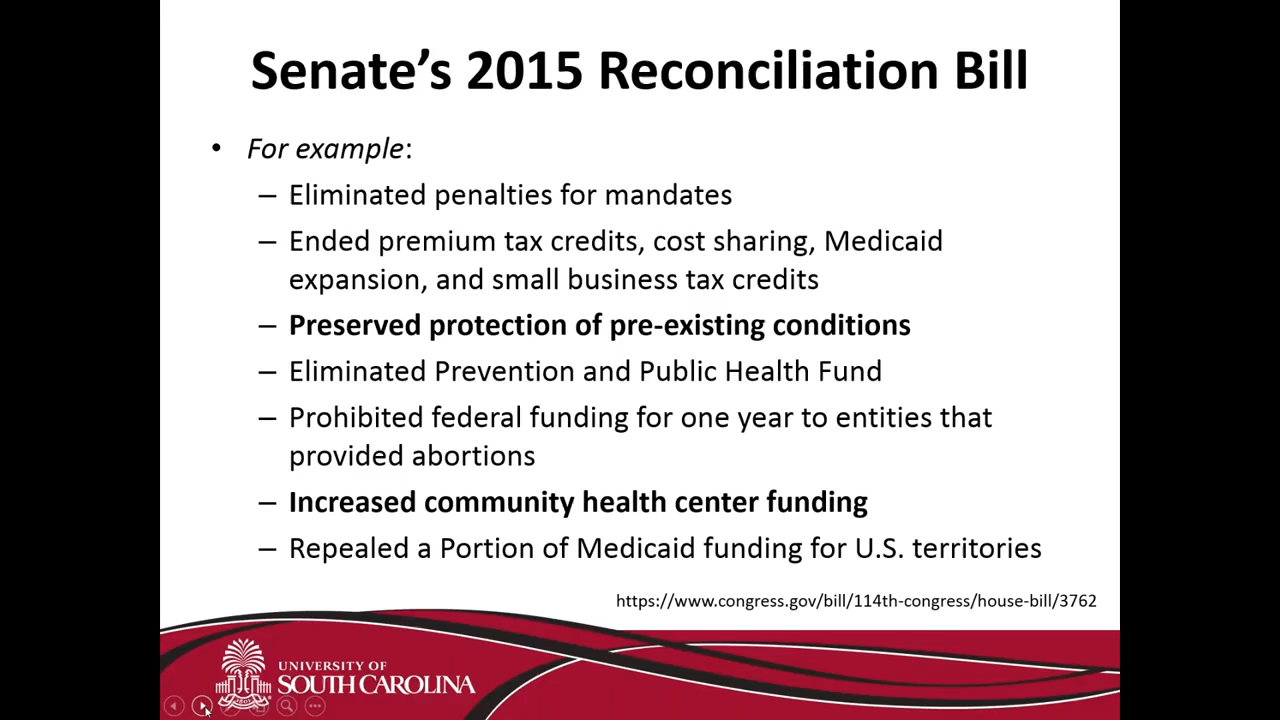 Senate’s 2015 Reconciliation Bill
• For example:
– Eliminated penalties for mandates
– Ended premium tax credits, cost sharing, Medicaid
expansion, and small business tax credits
– Preserved protection of pre-existing conditions
– Eliminated Prevention and Public Health Fund
– Prohibited federal funding for one year to entities that
provided abortions
– Increased community health center funding
– Repealed a Portion of Medicaid funding for U.S. territories
https://www.congress.gov/bill/114th-congress/house-bill/3762
UNIVERSITY OF
SOUTH CAROLINA